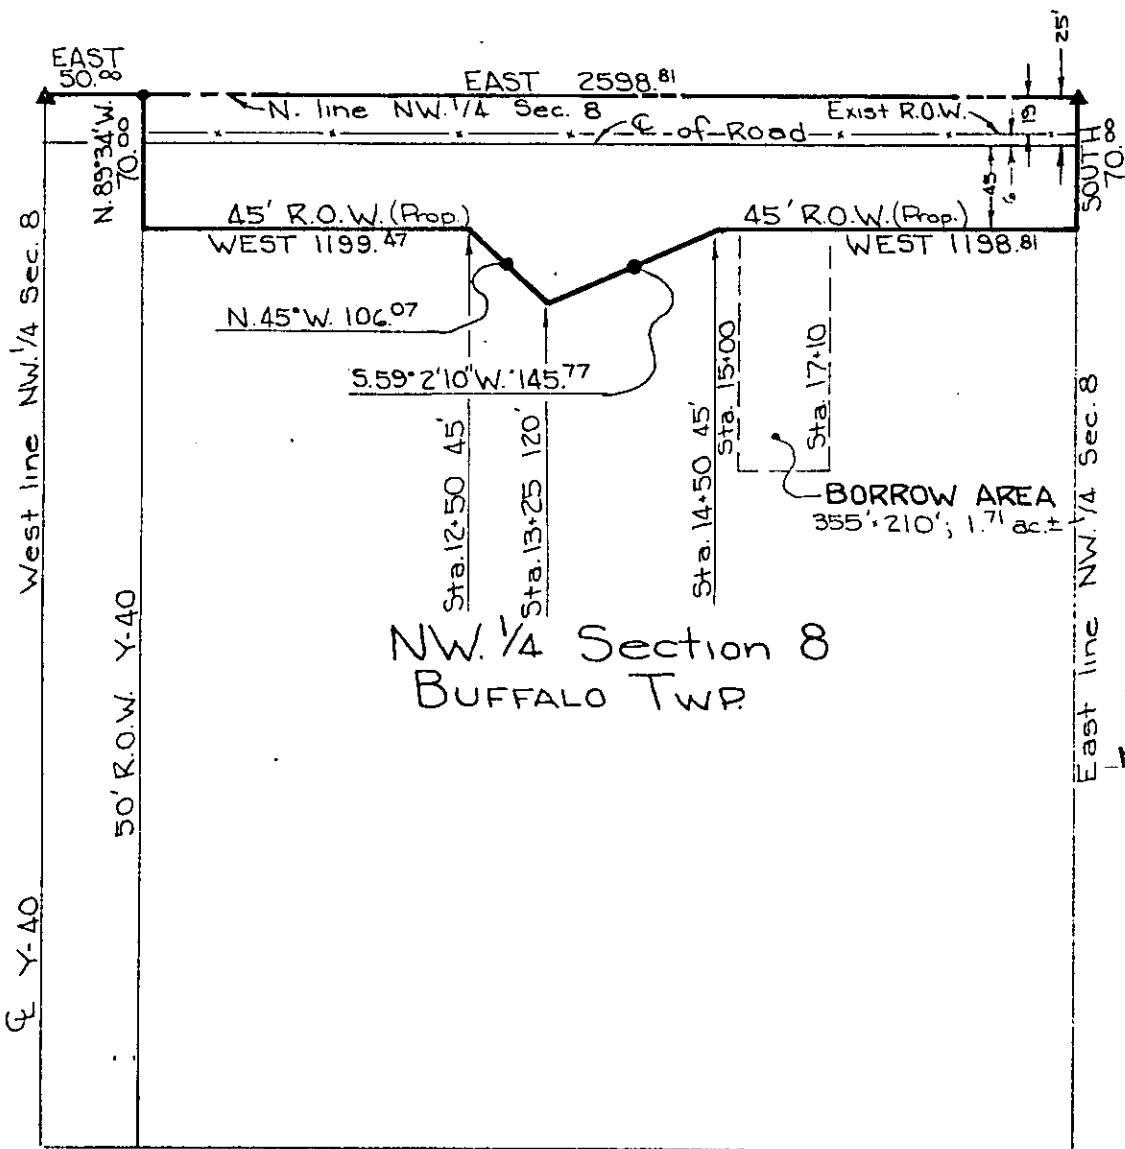 EAST
50.00
EAST 2598.81
25'
N. line NW. 1/4 Sec. 8
Exist R.O.W.
19
℄ of Road
N.89°34'W.
70.00
SOUTH
70.00
45
6
45' R.O.W. (Prop.)
WEST 1199.47
45' R.O.W. (Prop.)
WEST 1198.81
N.45°W. 106.07
S.59°2'10"W. 145.77
Sta. 12+50 45'
Sta. 13+25 120'
Sta. 14+50 45'
Sta. 15+00
Sta. 17+10
BORROW AREA
355'×210'; 1.71 ac.±
West line NW. 1/4 Sec. 8
East line NW. 1/4 Sec. 8
NW. 1/4 Section 8
BUFFALO TWP.
50' R.O.W. Y-40
℄ Y-40